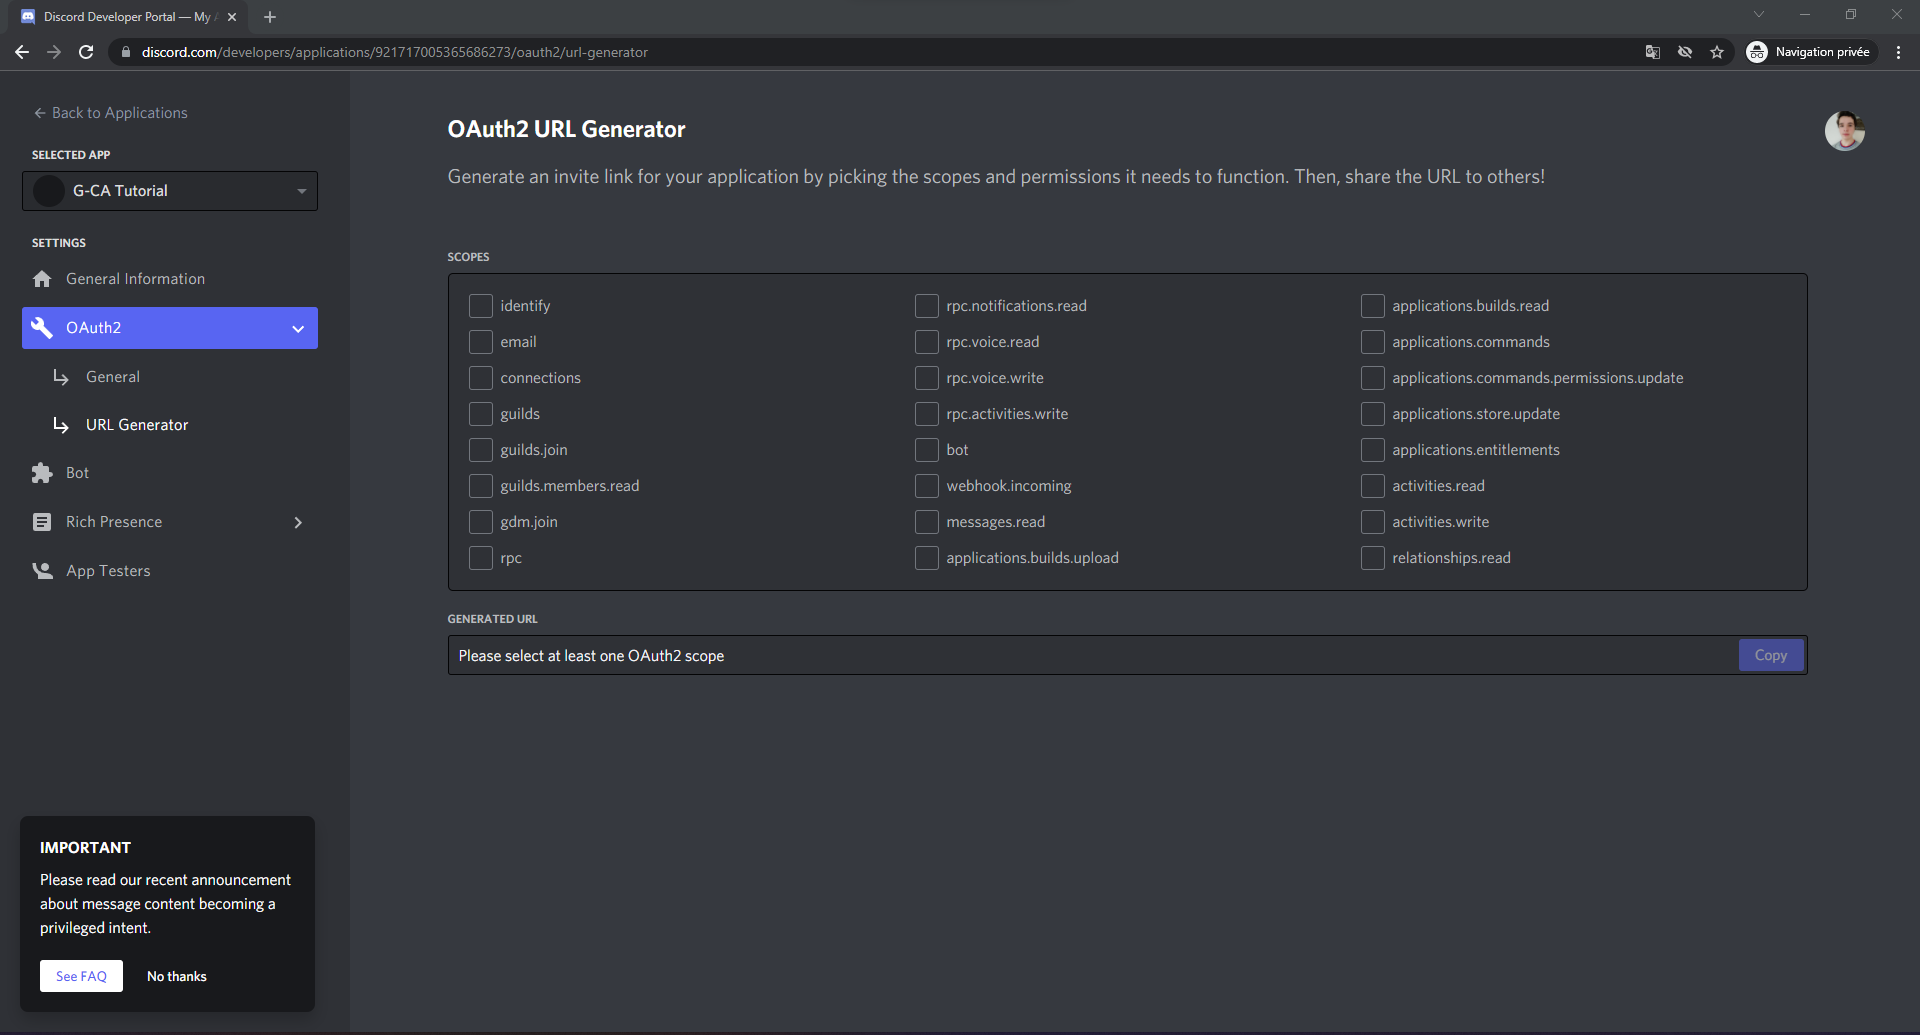 Discord Developer Portal — My
discord.com/developers/applications/921717005365686273/oauth2/url-generator
Navigation privée
Back to Applications
SELECTED APP
G-CA Tutorial
SETTINGS
General Information
OAuth2
General
URL Generator
Bot
Rich Presence
App Testers
IMPORTANT
Please read our recent announcement
about message content becoming a
privileged intent.
See FAQ
No thanks
OAuth2 URL Generator
Generate an invite link for your application by picking the scopes and permissions it needs to function. Then, share the URL to others!
SCOPES
identify
email
connections
guilds
guilds.join
guilds.members.read
gdm.join
rpc
rpc.notifications.read
rpc.voice.read
rpc.voice.write
rpc.activities.write
bot
webhook.incoming
messages.read
applications.builds.upload
applications.builds.read
applications.commands
applications.commands.permissions.update
applications.store.update
applications.entitlements
activities.read
activities.write
relationships.read
GENERATED URL
Please select at least one OAuth2 scope
Copy